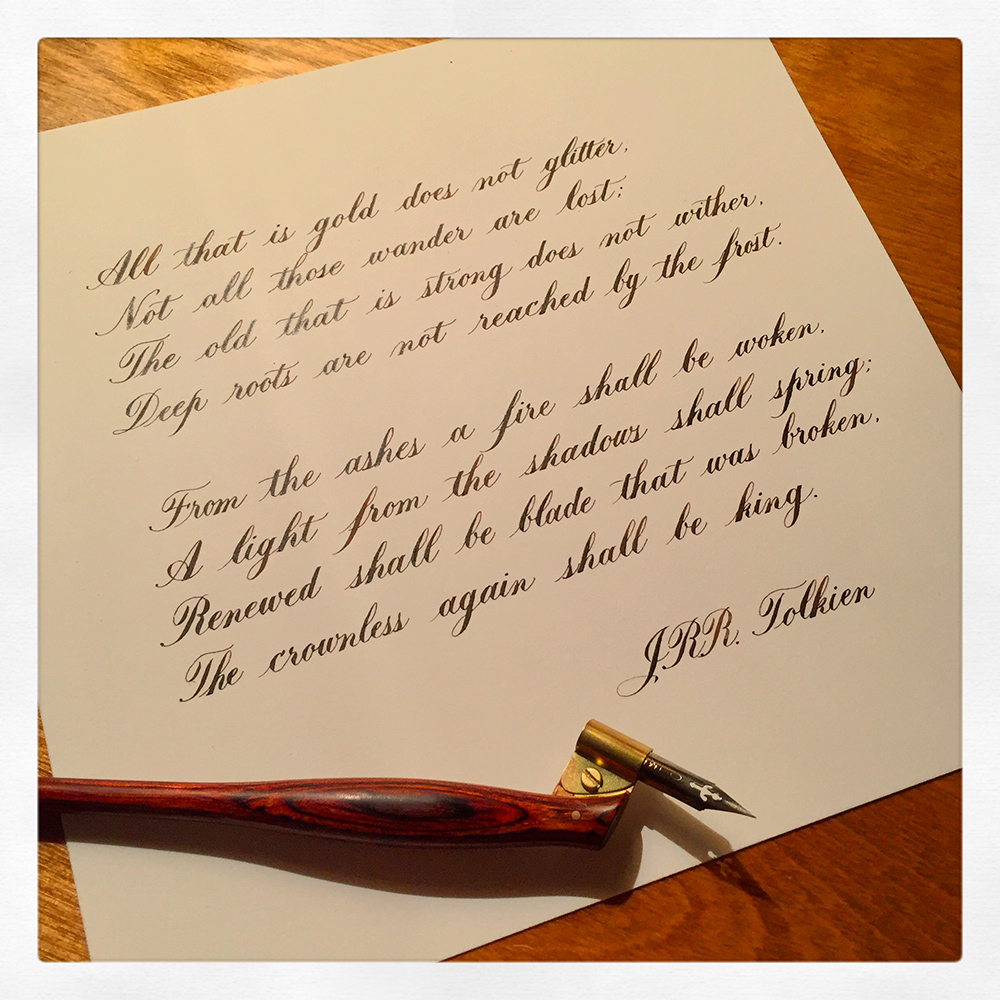 All that is gold does not glitter,
Not all those wander are lost;
The old that is strong does not wither,
Deep roots are not reached by the frost.
From the ashes a fire shall be woken,
A light from the shadows shall spring;
Renewed shall be blade that was broken,
The crownless again shall be king.
J.R.R. Tolkien